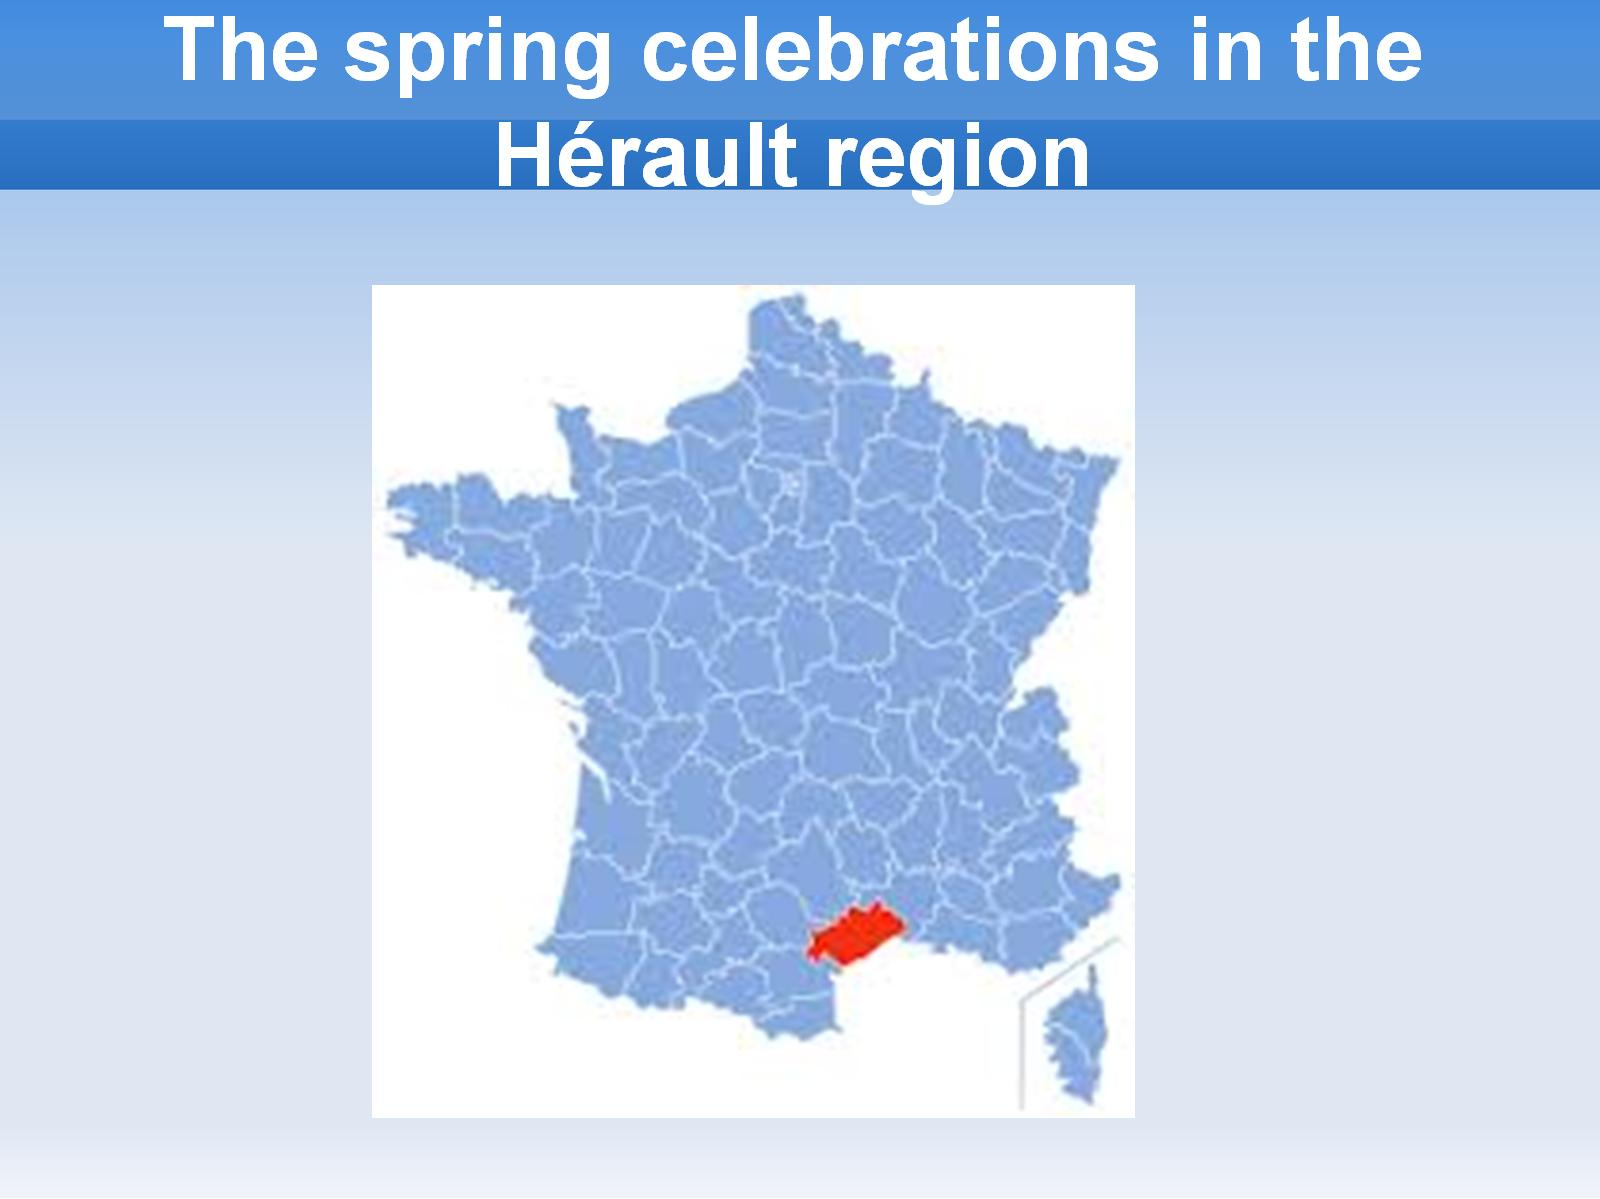 The spring celebrations in the
Hérault region